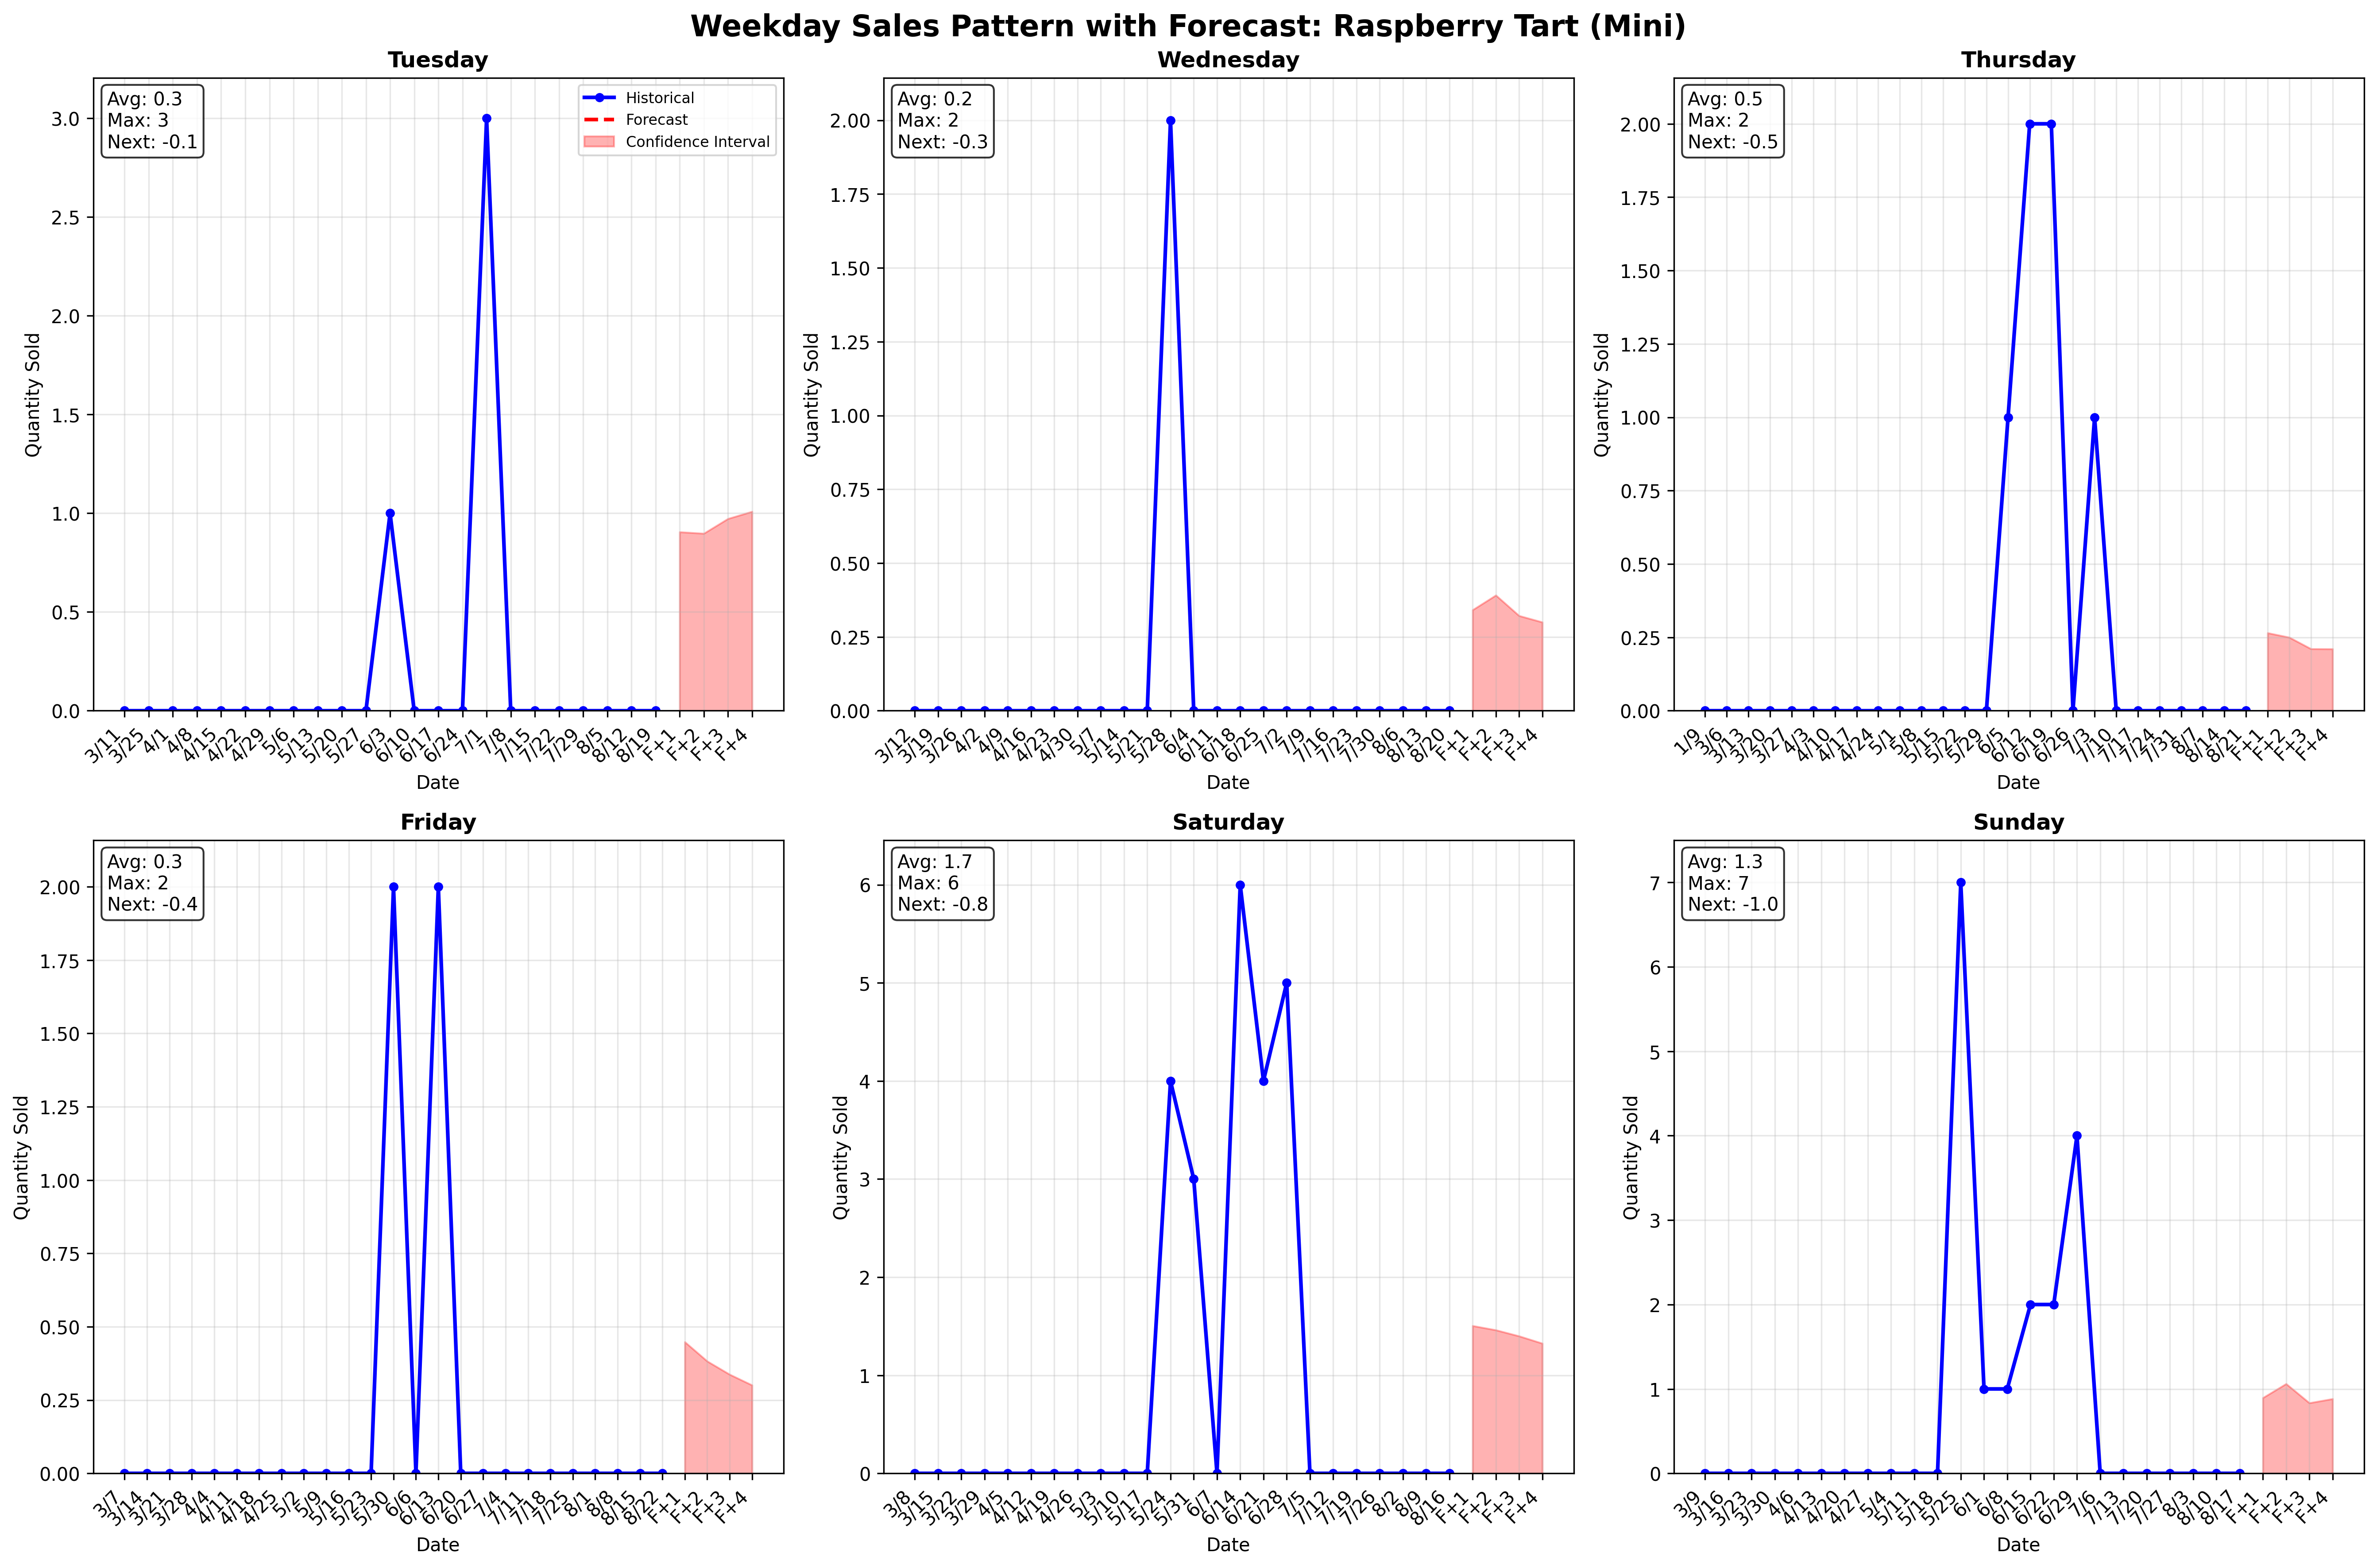 Weekday Sales Pattern with Forecast: Raspberry Tart (Mini)
Tuesday
Avg: 0.3
Max: 3
Next: -0.1
Historical
Forecast
Confidence Interval
Quantity Sold
3.0
2.5
2.0
1.5
1.0
0.5
0.0
3/11 3/25 4/1 4/8 4/15 4/22 4/29 5/6 5/13 5/20 5/27 6/3 6/10 6/17 6/24 7/1 7/8 7/15 7/22 7/29 8/5 8/12 8/19 F+1 F+2 F+3 F+4
Date
Wednesday
Avg: 0.2
Max: 2
Next: -0.3
Quantity Sold
2.00
1.75
1.50
1.25
1.00
0.75
0.50
0.25
0.00
3/12 3/19 3/26 4/2 4/9 4/16 4/23 4/30 5/7 5/14 5/21 5/28 6/4 6/11 6/18 6/25 7/2 7/9 7/16 7/23 7/30 8/6 8/13 8/20 F+1 F+2 F+3 F+4
Date
Thursday
Avg: 0.5
Max: 2
Next: -0.5
Quantity Sold
2.00
1.75
1.50
1.25
1.00
0.75
0.50
0.25
0.00
1/9 3/6 3/13 3/20 3/27 4/3 4/10 4/17 4/24 5/1 5/8 5/15 5/22 5/29 6/5 6/12 6/19 6/26 7/3 7/10 7/17 7/24 7/31 8/7 8/14 8/21 F+1 F+2 F+3 F+4
Date
Friday
Avg: 0.3
Max: 2
Next: -0.4
Quantity Sold
2.00
1.75
1.50
1.25
1.00
0.75
0.50
0.25
0.00
3/7 3/14 3/21 3/28 4/4 4/11 4/18 4/25 5/2 5/9 5/16 5/23 5/30 6/6 6/13 6/20 6/27 7/4 7/11 7/18 7/25 8/1 8/8 8/15 8/22 F+1 F+2 F+3 F+4
Date
Saturday
Avg: 1.7
Max: 6
Next: -0.8
Quantity Sold
6
5
4
3
2
1
0
3/8 3/15 3/22 3/29 4/5 4/12 4/19 4/26 5/3 5/10 5/17 5/24 5/31 6/7 6/14 6/21 6/28 7/5 7/12 7/19 7/26 8/2 8/9 8/16 F+1 F+2 F+3 F+4
Date
Sunday
Avg: 1.3
Max: 7
Next: -1.0
Quantity Sold
7
6
5
4
3
2
1
0
3/9 3/16 3/23 3/30 4/6 4/13 4/20 4/27 5/4 5/11 5/18 5/25 6/1 6/8 6/15 6/22 6/29 7/6 7/13 7/20 7/27 8/3 8/10 8/17 F+1 F+2 F+3 F+4
Date